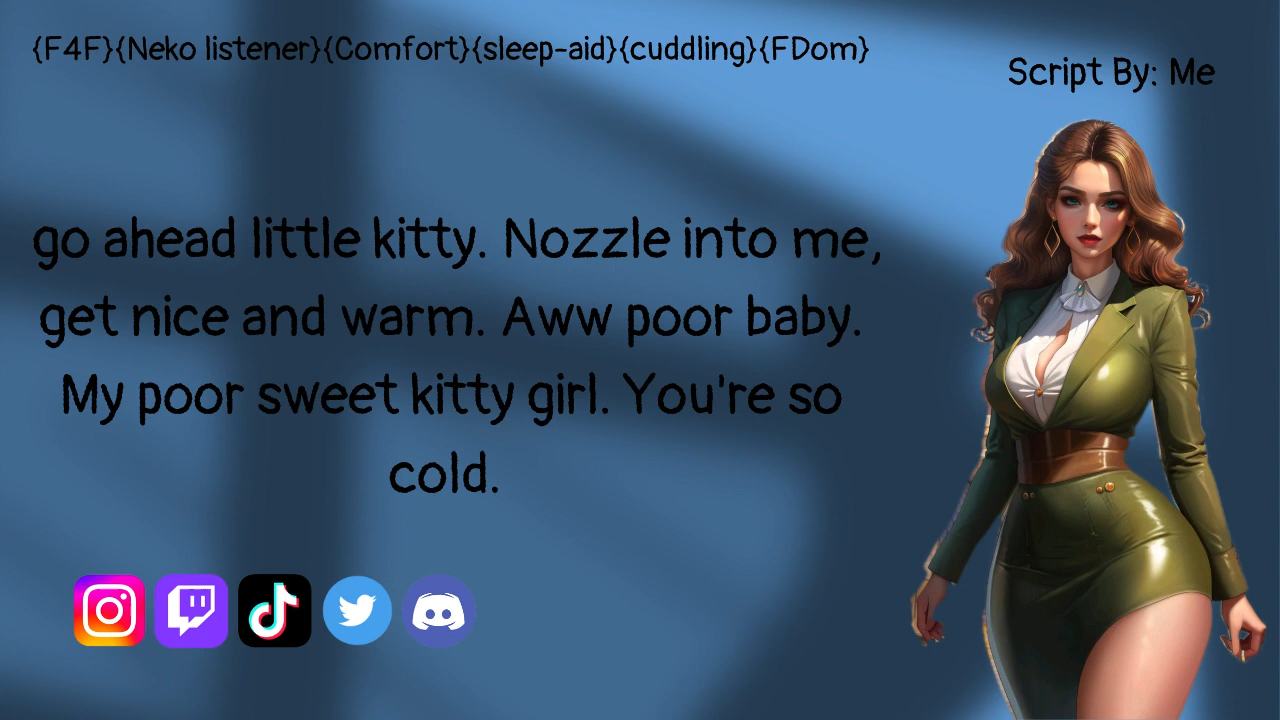 {F4F}{Neko listener}{Comfort}{sleep-aid}{cuddling}{FDom}
Script By: Me
go ahead little kitty. Nozzle into me,
get nice and warm. Aww poor baby.
My poor sweet kitty girl. You're so
cold.